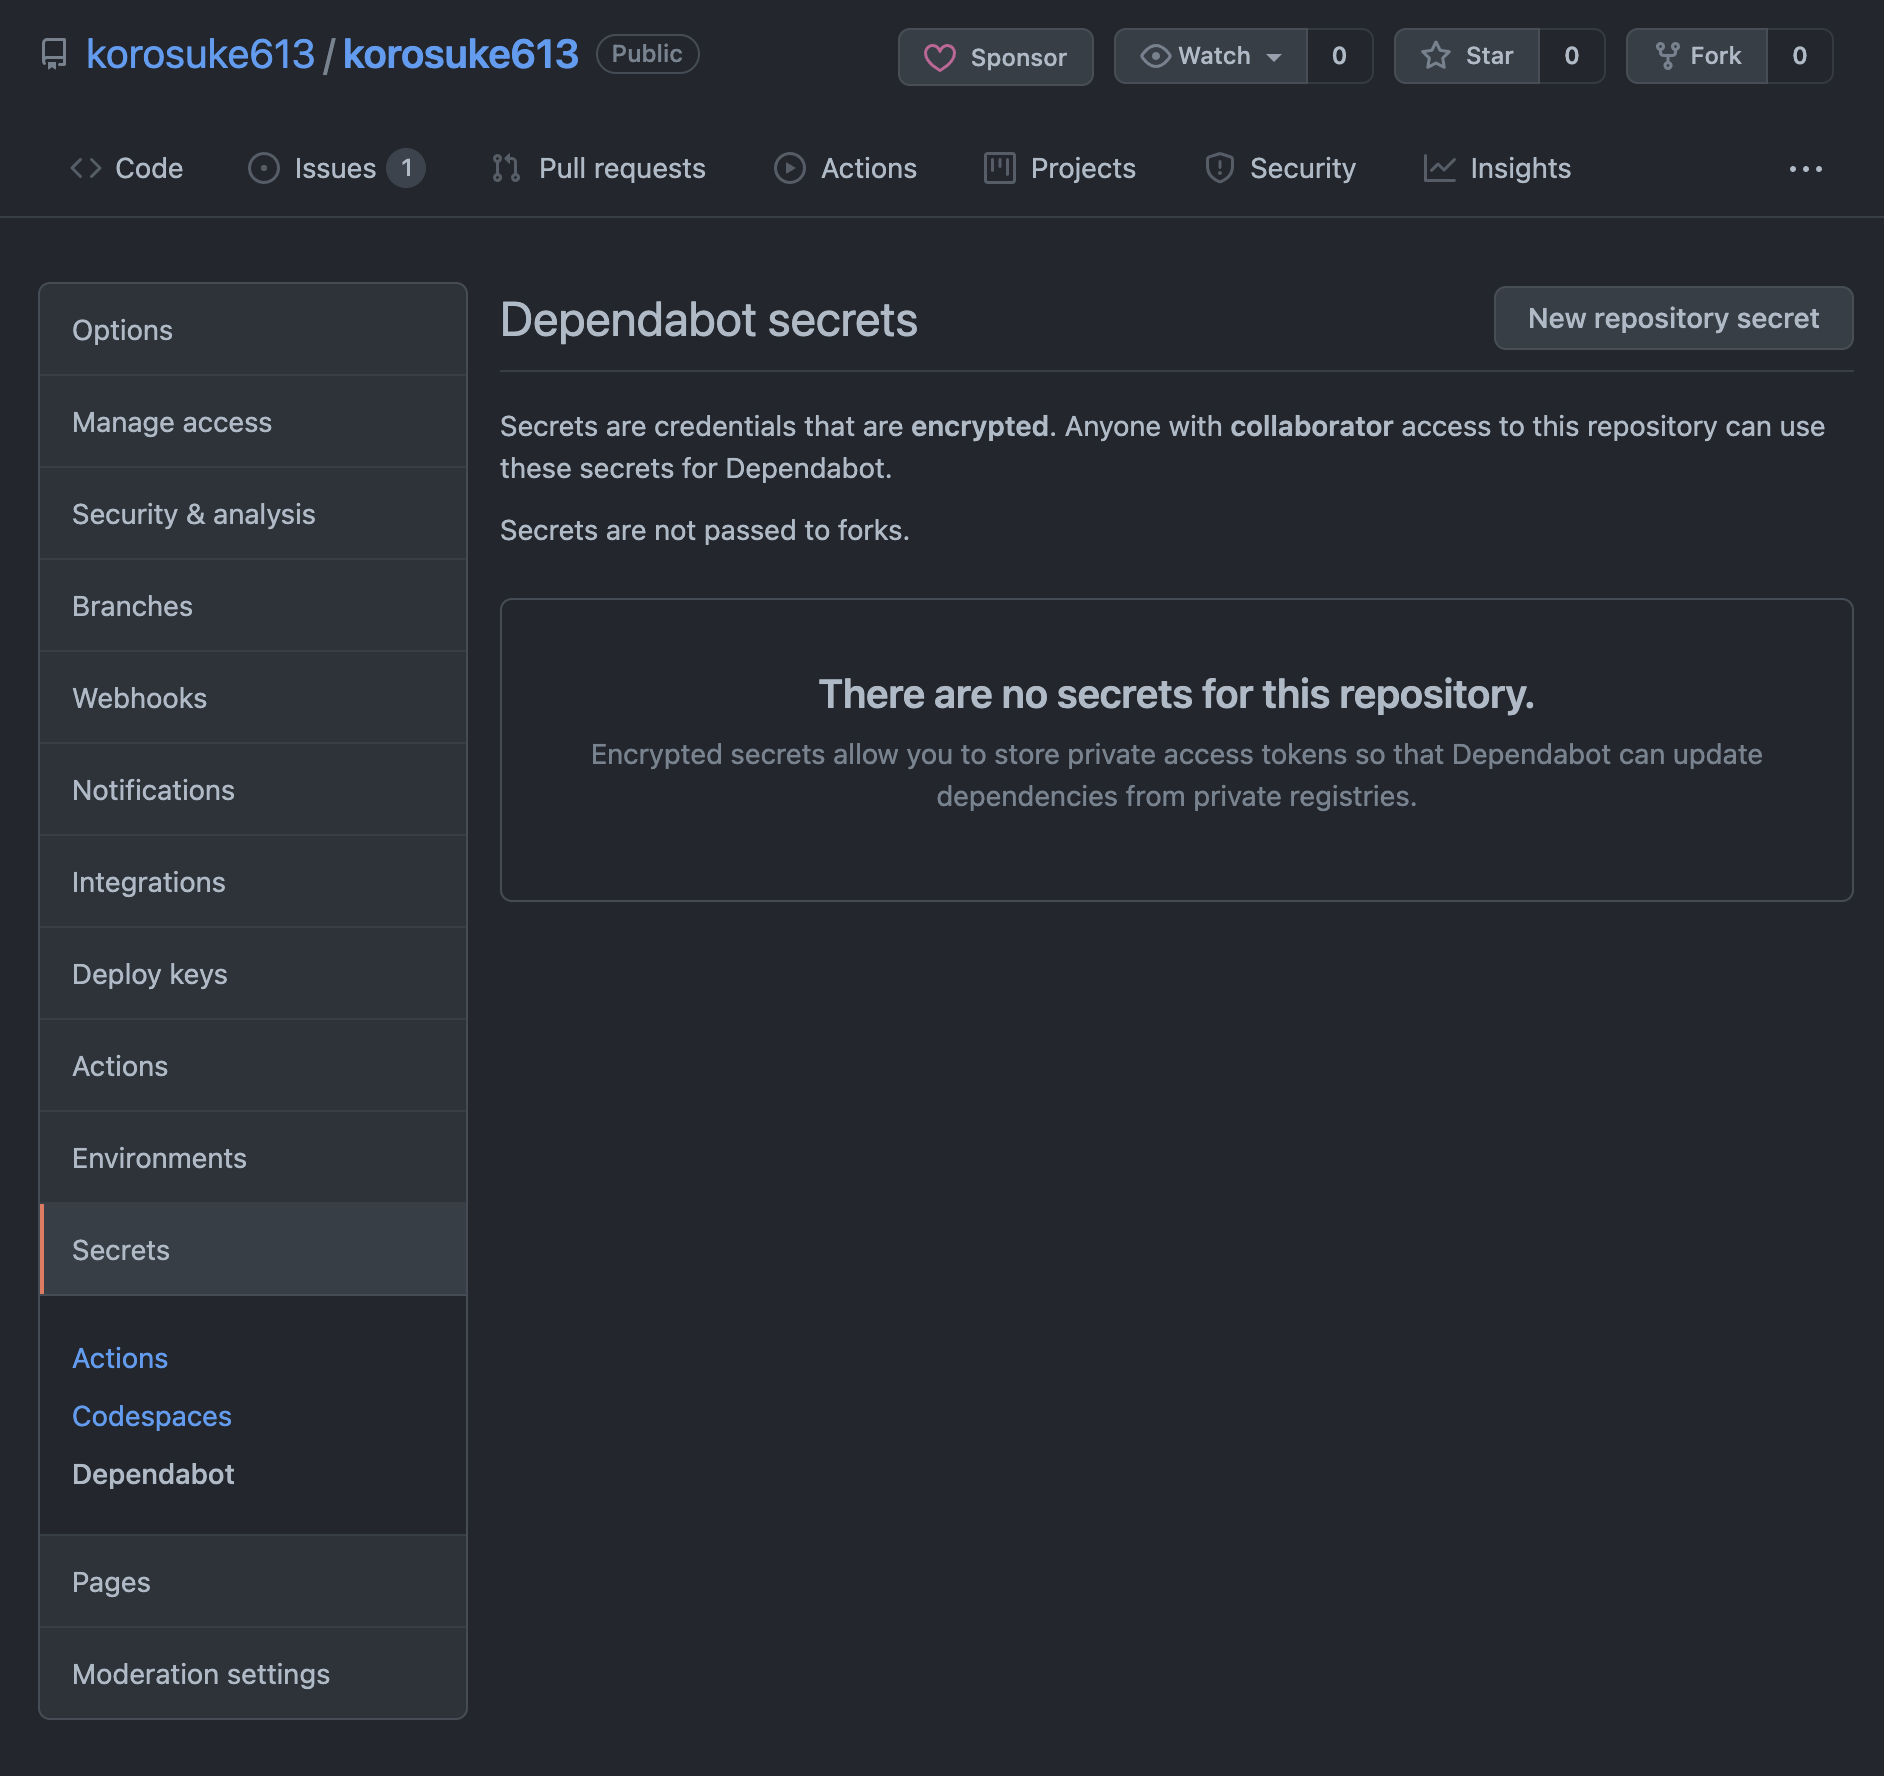 korosuke613 / korosuke613 Public
Sponsor Watch 0 Star 0 Fork 0
Code Issues 1 Pull requests Actions Projects Security Insights
Options
Manage access
Security & analysis
Branches
Webhooks
Notifications
Integrations
Deploy keys
Actions
Environments
Secrets
Actions
Codespaces
Dependabot
Pages
Moderation settings
Dependabot secrets
New repository secret
Secrets are credentials that are encrypted. Anyone with collaborator access to this repository can use
these secrets for Dependabot.
Secrets are not passed to forks.
There are no secrets for this repository.
Encrypted secrets allow you to store private access tokens so that Dependabot can update
dependencies from private registries.